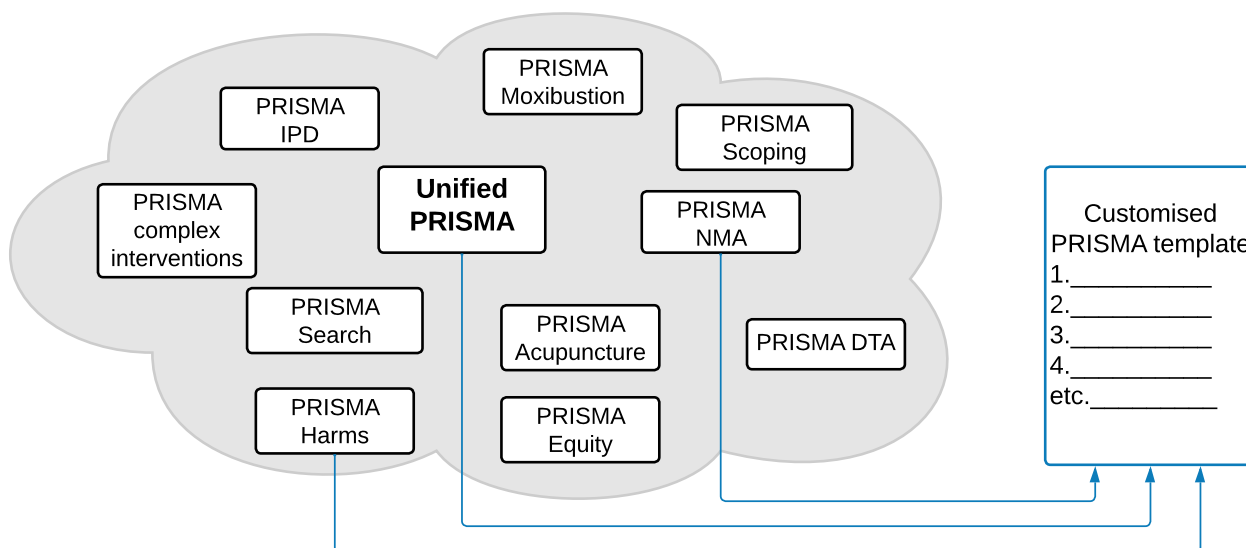 PRISMA
Moxibustion
PRISMA
IPD
PRISMA
Scoping
Unified
PRISMA
PRISMA
complex
interventions
PRISMA
NMA
Customised
PRISMA template
1.__________
2.__________
3.__________
4.__________
etc._________
PRISMA
Search
PRISMA
Acupuncture
PRISMA DTA
PRISMA
Harms
PRISMA
Equity